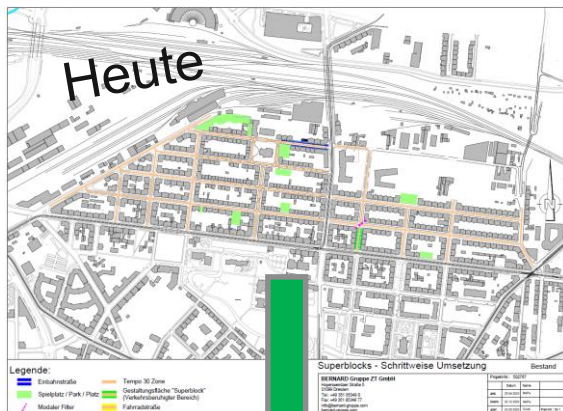 Heute
Legende:
Einbahnstraße
Spielplatz / Park / Platz
Modaler Filter
Tempo 30 Zone
Gestaltungsfläche "Superblock"
(Verkehrsberuhigter Bereich)
Fahrradstraße
Superblocks - Schrittweise Umsetzung
Bestand
BERNARD Gruppe ZT GmbH